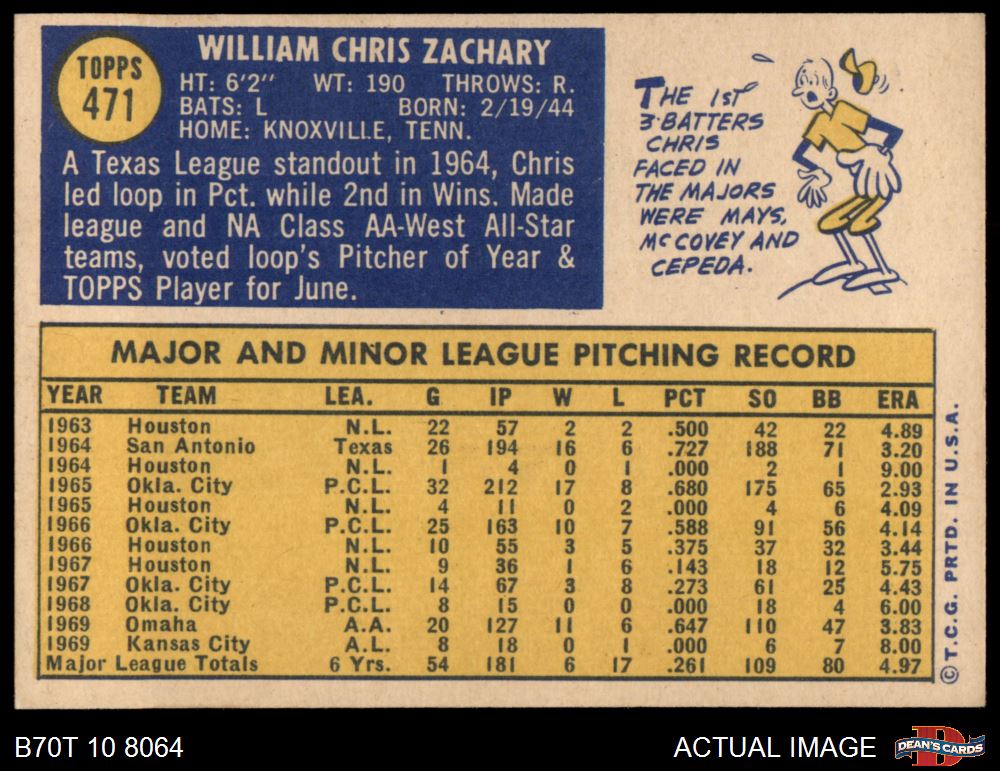 TOPPS
471
WILLIAM CHRIS ZACHARY
HT: 6'2" WT: 190 THROWS: R.
BATS: L BORN: 2/19/44
HOME: KNOXVILLE, TENN.
A Texas League standout in 1964, Chris
led loop in Pct. while 2nd in Wins. Made
league and NA Class AA-West All-Star
teams, voted loop's Pitcher of Year &
TOPPS Player for June.
THE 1ST
3 BATTERS
CHRIS
FACED IN
THE MAJORS
WERE MAYS,
McCOVEY AND
CEPEDA.
MAJOR AND MINOR LEAGUE PITCHING RECORD
YEAR TEAM LEA. G IP W L PCT SO BB ERA
1963 Houston N.L. 22 57 2 2 .500 42 22 4.89
1964 San Antonio Texas 26 194 16 6 .727 188 71 3.20
1964 Houston N.L. 1 4 0 1 .000 2 1 9.00
1965 Okla. City P.C.L. 32 212 17 8 .680 175 65 2.93
1965 Houston N.L. 4 11 0 2 .000 4 6 4.09
1966 Okla. City P.C.L. 25 163 10 7 .588 91 56 4.14
1966 Houston N.L. 10 55 3 5 .375 37 32 3.44
1967 Houston N.L. 9 36 1 6 .143 18 12 5.75
1967 Okla. City P.C.L. 14 67 3 8 .273 61 25 4.43
1968 Okla. City P.C.L. 8 15 0 0 .000 18 4 6.00
1969 Omaha A.A. 20 127 11 6 .647 110 47 3.83
1969 Kansas City A.L. 8 18 0 1 .000 6 7 8.00
Major League Totals 6 Yrs. 54 181 6 17 .261 109 80 4.97
© T.C.G. PRTD. IN U.S.A.
B70T 10 8064
ACTUAL IMAGE
D
DEAN'S CARDS